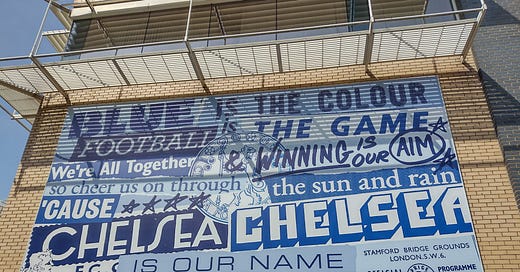 BLUE IS THE COLOUR
FOOTBALL is THE GAME
We're All Together & WINNING IS OUR AIM
so cheer us on through the sun and rain
'CAUSE
CHELSEA CHELSEA
F.C.
IS OUR NAME
STAMFORD BRIDGE GROUNDS
LONDON, S.W.6.
OFFICIAL PROGRAMME